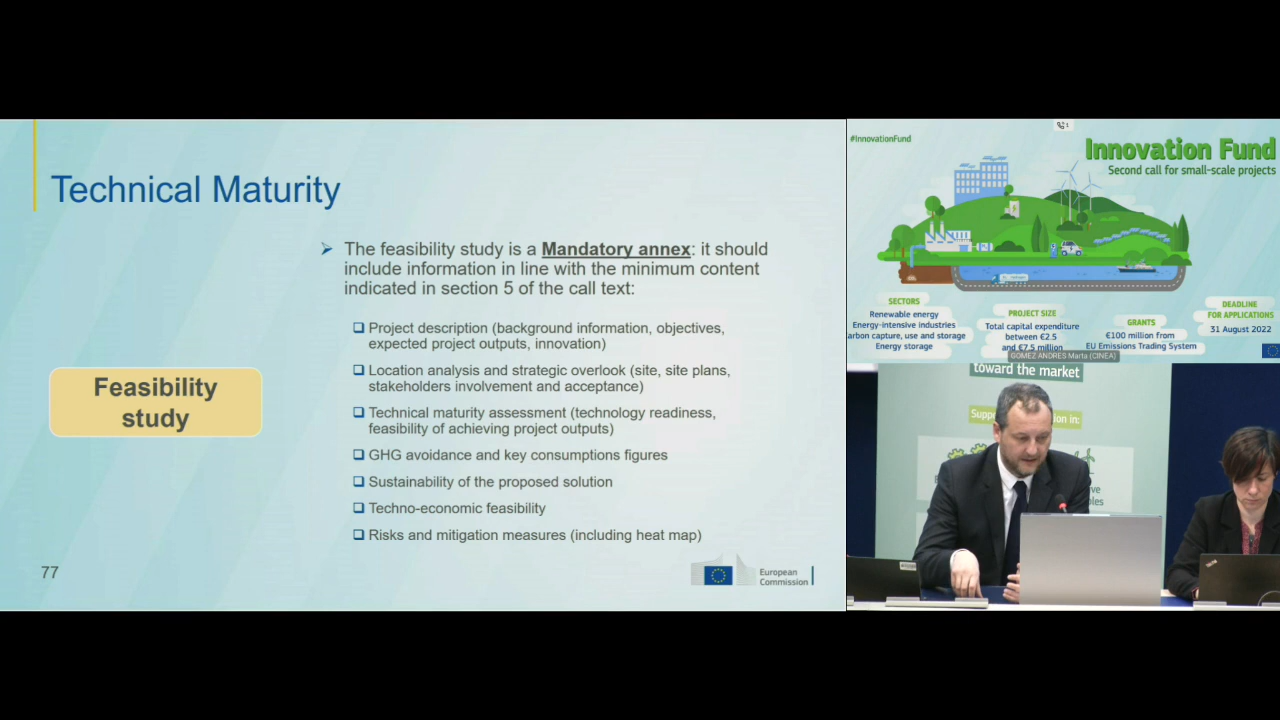 Technical Maturity
The feasibility study is a Mandatory annex: it should
include information in line with the minimum content
indicated in section 5 of the call text:
Project description (background information, objectives,
expected project outputs, innovation)
Location analysis and strategic overlook (site, site plans,
stakeholders involvement and acceptance)
Technical maturity assessment (technology readiness,
feasibility of achieving project outputs)
GHG avoidance and key consumptions figures
Sustainability of the proposed solution
Techno-economic feasibility
Risks and mitigation measures (including heat map)
Feasibility
study
77
European
Commission
#InnovationFund
Innovation Fund
Second call for small-scale projects
SECTORS
Renewable energy
Energy-intensive industries
arbon capture, use and storage
Energy storage
PROJECT SIZE
Total capital expenditure
between €2.5
and €7.5 million
GRANTS
€100 million from
EU Emissions Trading System
DEADLINE
FOR APPLICATIONS
31 August 2022
GOMEZ ANDRES Marta (CINEA)
toward the market